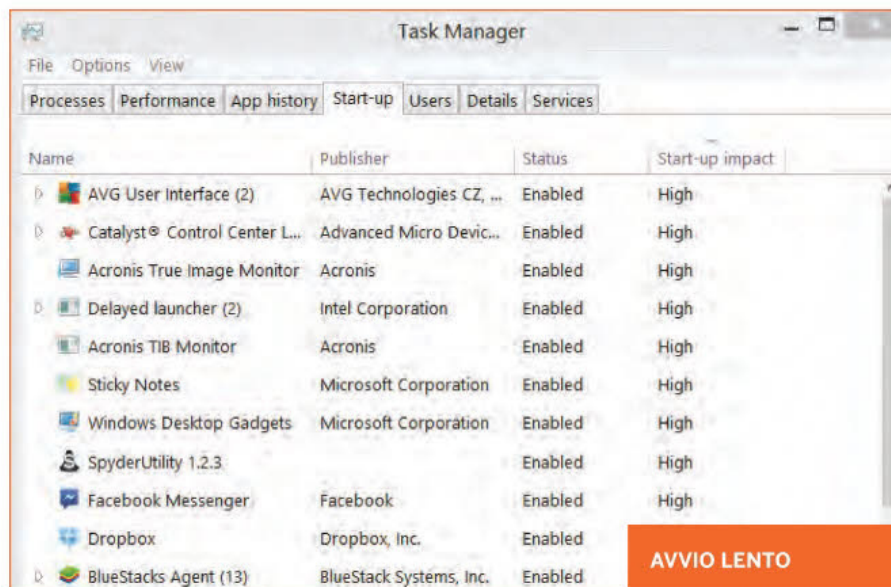 Task Manager
File Options View
Processes Performance App history Start-up Users Details Services
Name Publisher Status Start-up impact
AVG User Interface (2) AVG Technologies CZ, ... Enabled High
Catalyst® Control Center L... Advanced Micro Devic... Enabled High
Acronis True Image Monitor Acronis Enabled High
Delayed launcher (2) Intel Corporation Enabled High
Acronis TIB Monitor Acronis Enabled High
Sticky Notes Microsoft Corporation Enabled High
Windows Desktop Gadgets Microsoft Corporation Enabled High
SpyderUtility 1.2.3 Enabled High
Facebook Messenger Facebook Enabled High
Dropbox Dropbox, Inc. Enabled
BlueStacks Agent (13) BlueStack Systems, Inc. Enabled
AVVIO LENTO